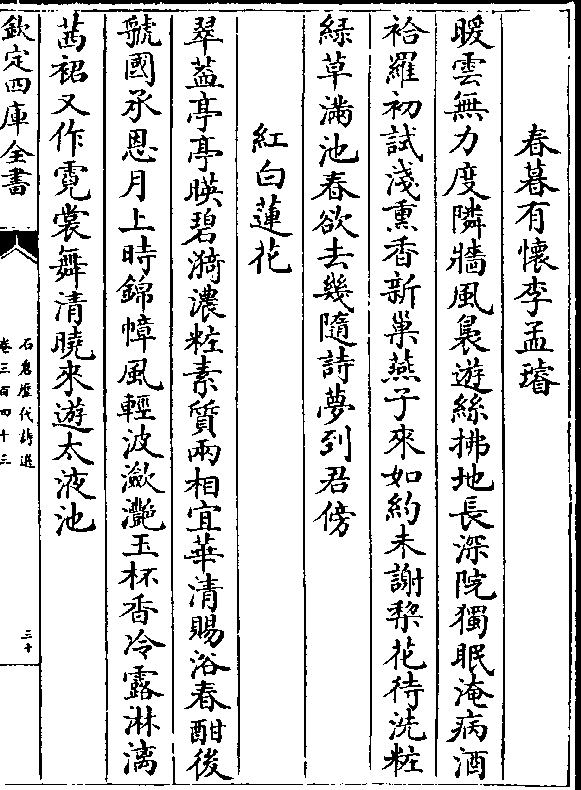 春暮有懷李孟璿
暖雲無力度隣牆風裊遊絲拂地長深院獨眠淹病酒
袷羅初試淺熏香新巢燕子來如約未謝棃花待洗粧
綠草滿池春欲去幾隨詩夢到君傍
紅白蓮花
翠蓋亭亭暎碧漪濃粧素質兩相宜華清賜浴春酣後
虢國承恩月上時錦幛風輕波瀲灔玉杯香冷露淋漓
茜裙又作霓裳舞清曉來遊太液池
欽定四庫全書
石倉歷代詩選
卷三百四十三
三十